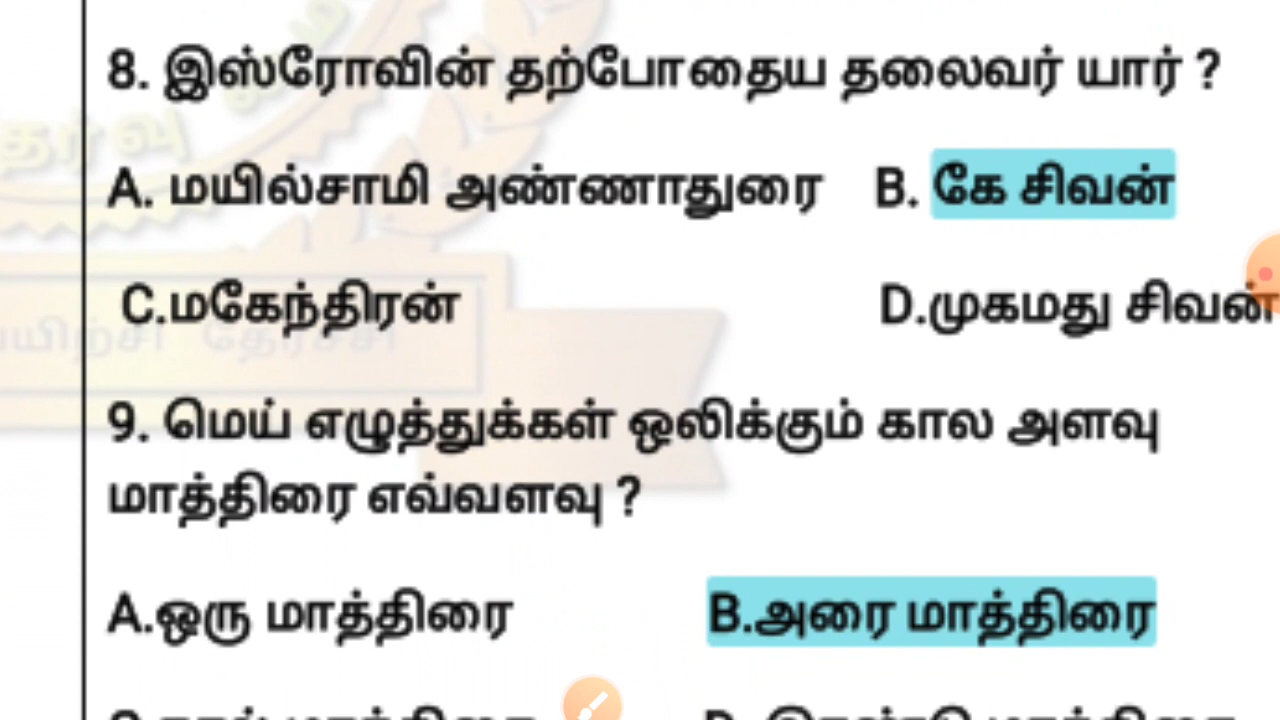 8. இஸ்ரோவின் தற்போதைய தலைவர் யார் ?
A. மயில்சாமி அண்ணாதுரை B. கே சிவன்
C.மகேந்திரன் D.முகமது சிவன்
9. மெய் எழுத்துக்கள் ஒலிக்கும் கால அளவு
மாத்திரை எவ்வளவு ?
A.ஒரு மாத்திரை B.அரை மாத்திரை